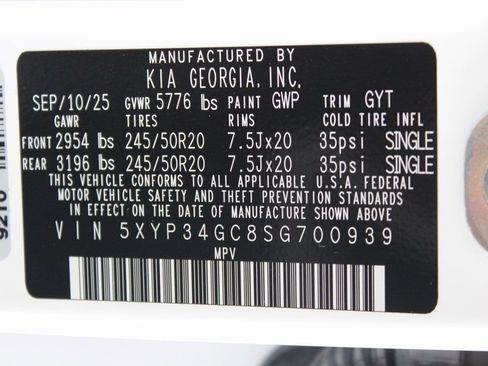 MANUFACTURED BY
KIA GEORGIA, INC.
SEP/10/25 GVWR 5776 lbs PAINT GWP TRIM GYT
GAWR TIRES RIMS COLD TIRE INFL
FRONT 2954 lbs 245/50R20 7.5Jx20 35psi SINGLE
REAR 3196 lbs 245/50R20 7.5Jx20 35psi SINGLE
THIS VEHICLE CONFORMS TO ALL APPLICABLE U.S.A. FEDERAL
MOTOR VEHICLE SAFETY AND THEFT PREVENTION STANDARDS
IN EFFECT ON THE DATE OF MANUFACTURE SHOWN ABOVE
VIN 5XYP34GC8SG700939
MPV